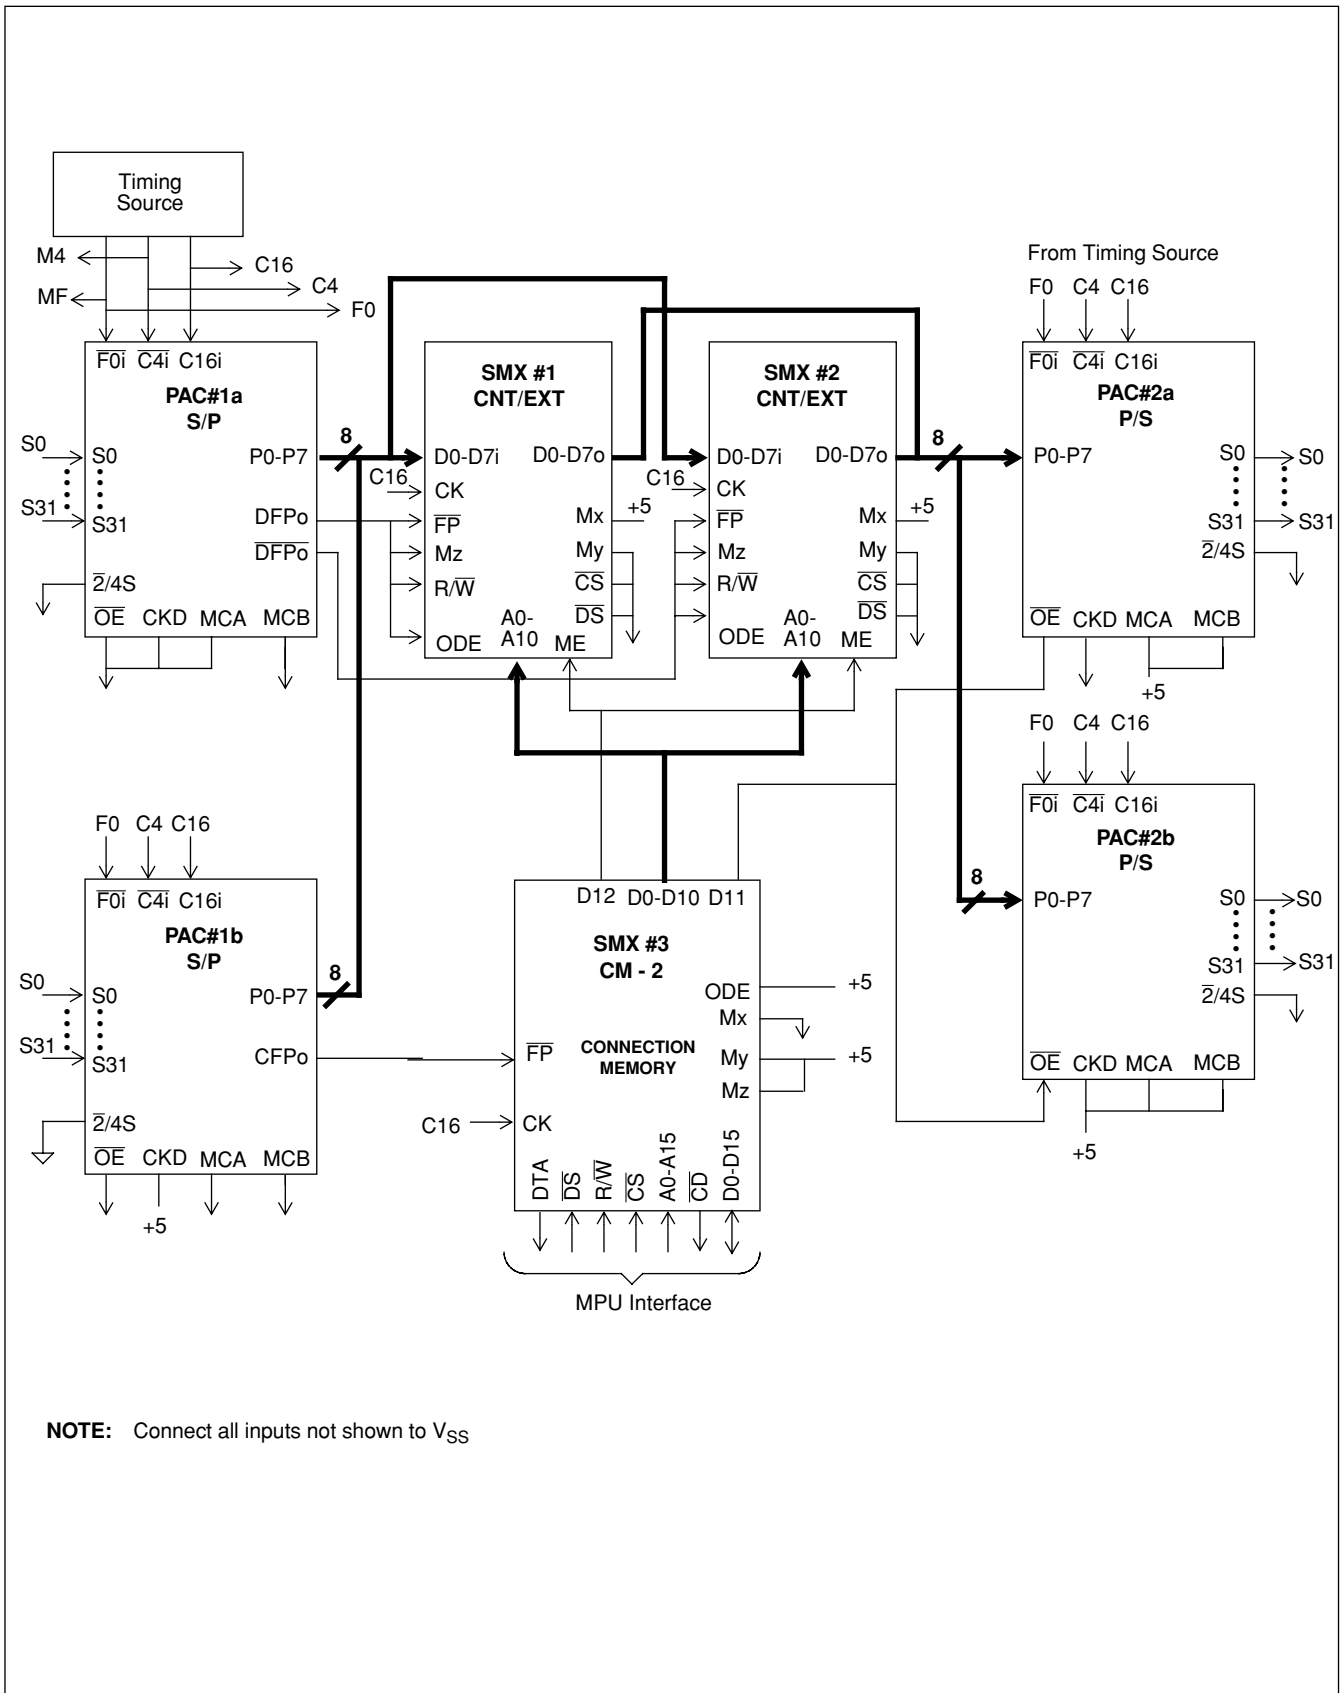 Timing
Source
M4
C16
C4
MF
F0
From Timing Source
F0 C4 C16
F0i C4i C16i
PAC#1a
S/P
S0
S0
S31
S31
P0-P7
8
DFPo
DFPo
2/4S
OE CKD MCA MCB
SMX #1
CNT/EXT
D0-D7i
D0-D7o
C16
CK
FP
Mz
R/W
ODE
A0-
A10
ME
Mx
+5
My
CS
DS
SMX #2
CNT/EXT
D0-D7i
D0-D7o
C16
CK
FP
Mz
R/W
ODE
A0-
A10
ME
Mx
+5
My
CS
DS
8
F0i C4i C16i
PAC#2a
P/S
P0-P7
S0
S0
S31
S31
2/4S
OE CKD MCA MCB
+5
F0 C4 C16
F0i C4i C16i
PAC#1b
S/P
S0
S0
S31
S31
P0-P7
8
CFPo
2/4S
OE CKD MCA MCB
+5
D12 D0-D10 D11
SMX #3
CM - 2
ODE
+5
Mx
CONNECTION
MEMORY
FP
My
+5
Mz
C16
CK
DTA
DS
R/W
CS
A0-A15
CD
D0-D15
MPU Interface
F0 C4 C16
F0i C4i C16i
PAC#2b
P/S
8
P0-P7
S0
S0
S31
S31
2/4S
OE CKD MCA MCB
+5
NOTE: Connect all inputs not shown to VSS